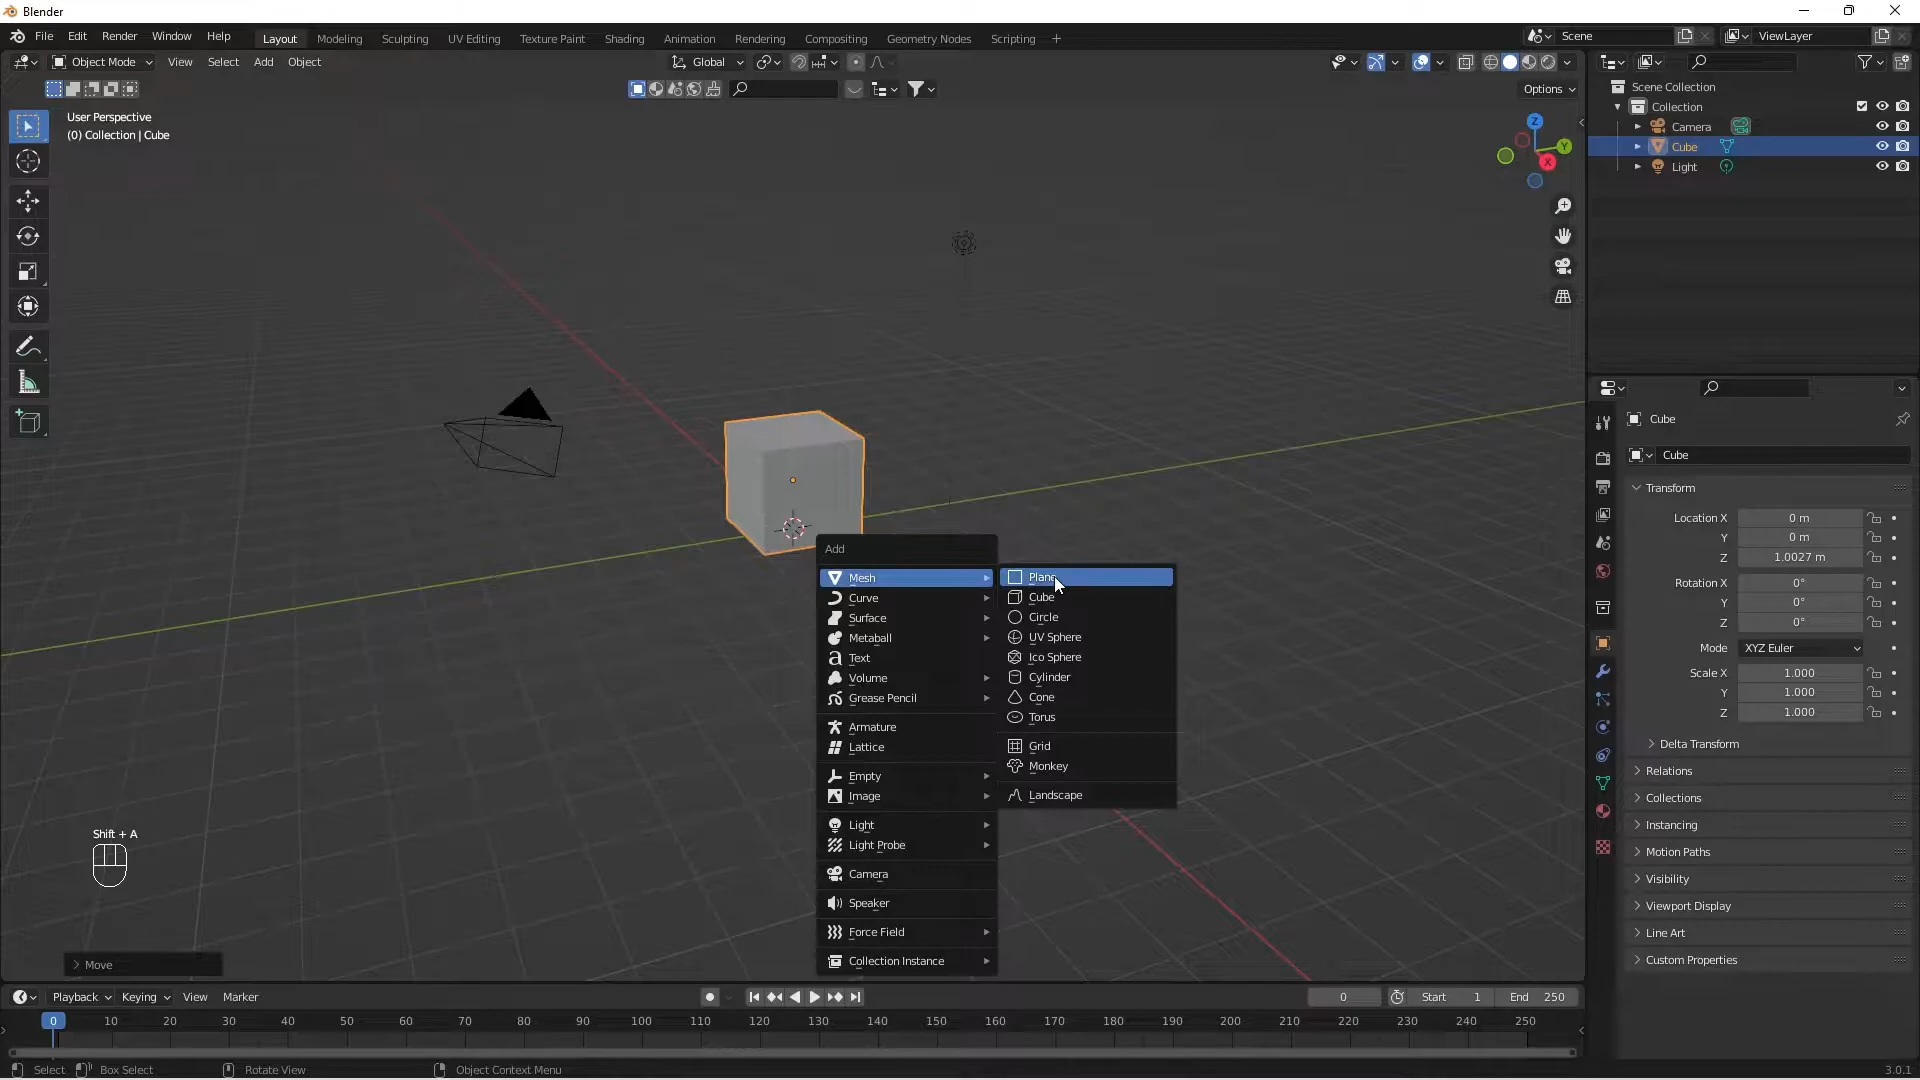 Blender
File Edit Render Window Help
Layout Modeling Sculpting UV Editing Texture Paint Shading Animation Rendering Compositing Geometry Nodes Scripting +
Scene
ViewLayer
Object Mode View Select Add Object
Global
Options
User Perspective
(0) Collection | Cube
Z
Y
X
Scene Collection
Collection
Camera
Cube
Light
Cube
Cube
Transform
Location X 0 m
Y 0 m
Z 1.0027 m
Rotation X 0°
Y 0°
Z 0°
Mode XYZ Euler
Scale X 1.000
Y 1.000
Z 1.000
Delta Transform
Relations
Collections
Instancing
Motion Paths
Visibility
Viewport Display
Line Art
Custom Properties
Add
Mesh
Curve
Surface
Metaball
Text
Volume
Grease Pencil
Armature
Lattice
Empty
Image
Light
Light Probe
Camera
Speaker
Force Field
Collection Instance
Plane
Cube
Circle
UV Sphere
Ico Sphere
Cylinder
Cone
Torus
Grid
Monkey
Landscape
Shift + A
Move
Playback Keying View Marker
0 Start 1 End 250
0 10 20 30 40 50 60 70 80 90 100 110 120 130 140 150 160 170 180 190 200 210 220 230 240 250
Select Box Select Rotate View Object Context Menu 3.0.1